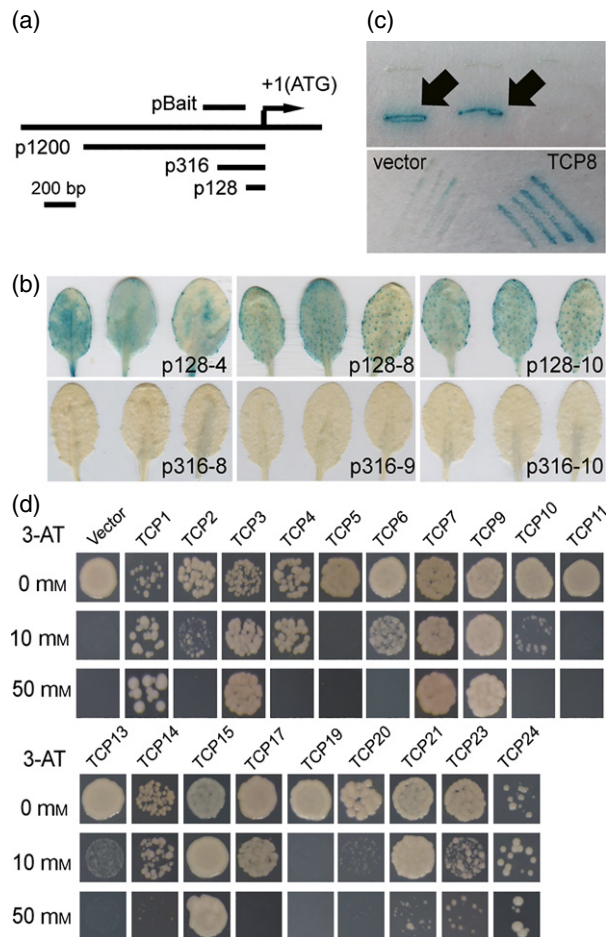 (a)
+1(ATG)
pBait
p1200
p316
p128
200 bp
(c)
vector TCP8
(b)
p128-4 p128-8 p128-10
p316-8 p316-9 p316-10
(d)
3-AT Vector TCP1 TCP2 TCP3 TCP4 TCP5 TCP6 TCP7 TCP9 TCP10 TCP11
0 mM
10 mM
50 mM
3-AT TCP13 TCP14 TCP15 TCP17 TCP19 TCP20 TCP21 TCP23 TCP24
0 mM
10 mM
50 mM